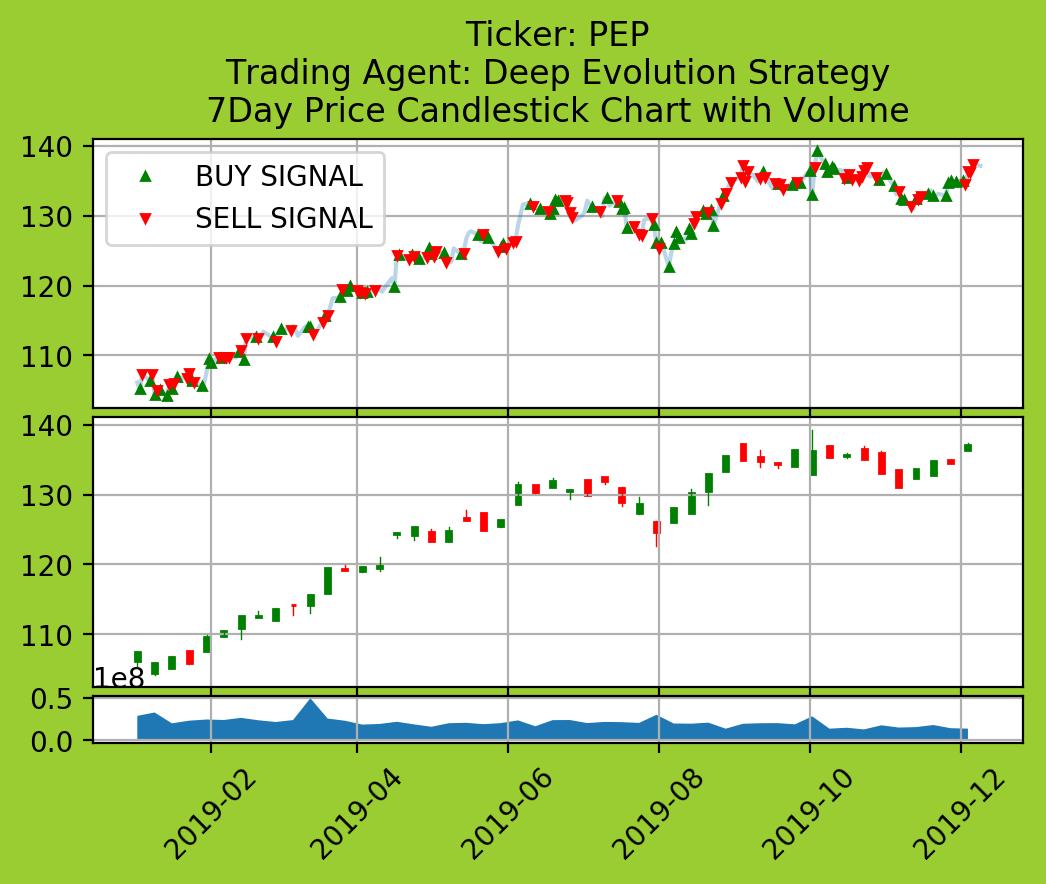 Ticker: PEP
Trading Agent: Deep Evolution Strategy
7Day Price Candlestick Chart with Volume
140
130
120
110
BUY SIGNAL
SELL SIGNAL
140
130
120
110
1e8
0.5
0.0
2019-02
2019-04
2019-06
2019-08
2019-10
2019-12